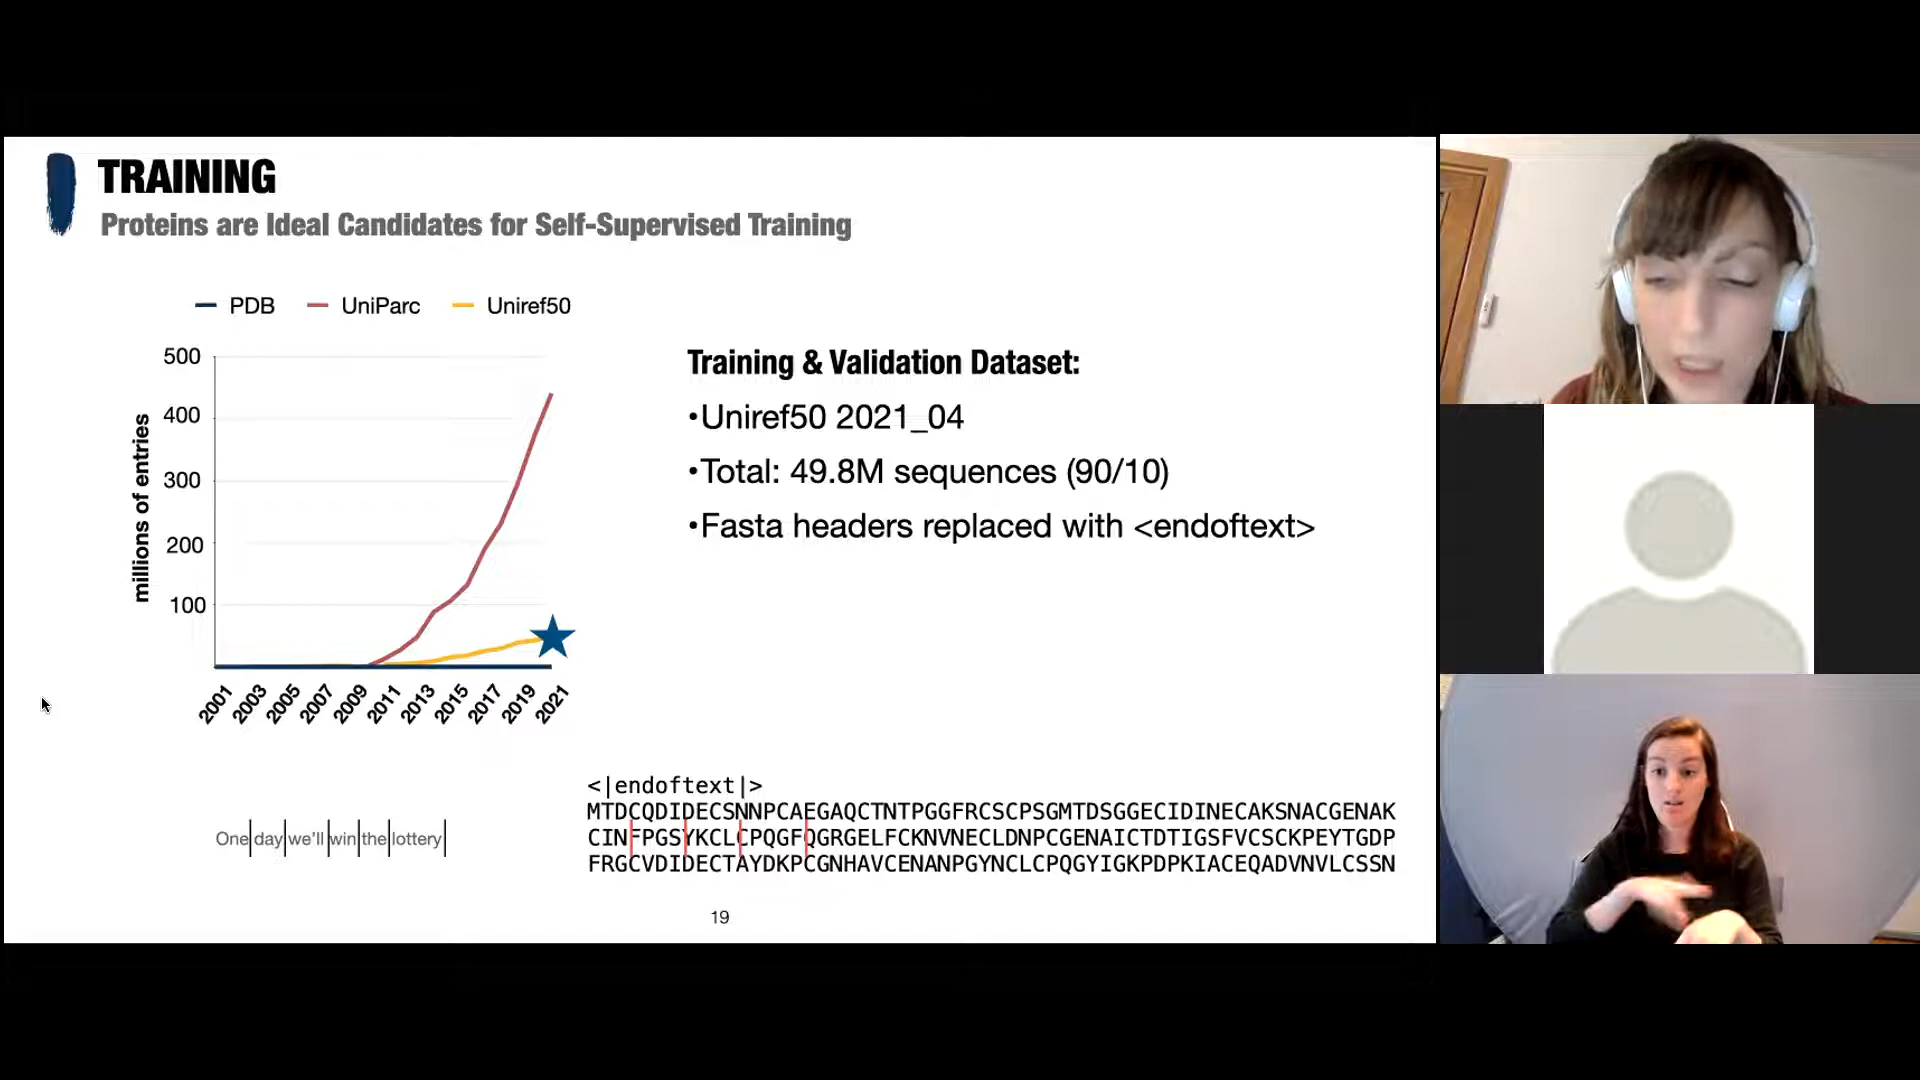 TRAINING
Proteins are Ideal Candidates for Self-Supervised Training
PDB UniParc Uniref50
500
400
300
200
100
millions of entries
2001 2003 2005 2007 2009 2011 2013 2015 2017 2019 2021
Training & Validation Dataset:
•Uniref50 2021_04
•Total: 49.8M sequences (90/10)
•Fasta headers replaced with <endoftext>
One|day|we'll|win|the|lottery|
<|endoftext|>
MTDCQDIDECSNNPCAEGAQCTNTPGGFRCSCPSGMTDSGGECIDINECAKSNACGENAK
CINFPGSYKCLCPQGFQGRGELFCKNVNECLDNPCGENAICTDTIGSFVCSCKPEYTGDP
FRGCVDIDECTAYDKPCGNHAVCENANPGYNCLCPQGYIGKPDPKIACEQADVNVLCSSN
19